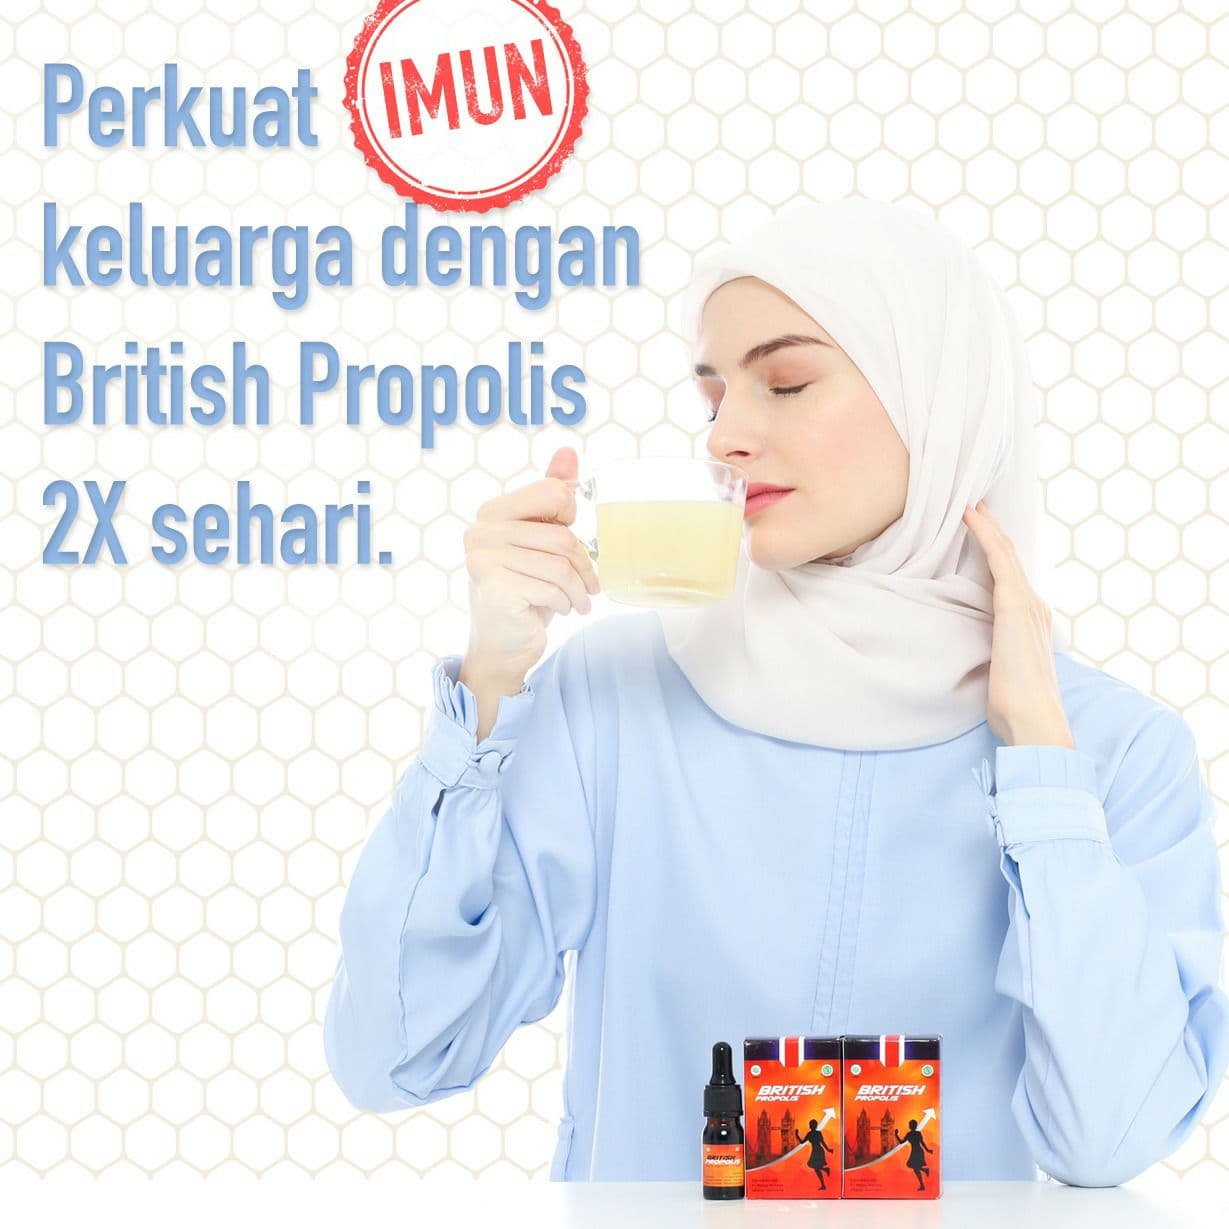 Perkuat IMUN
keluarga dengan
British Propolis
2X sehari.
BRITISH
PROPOLIS
BRITISH
PROPOLIS
BRITISH
PROPOLIS